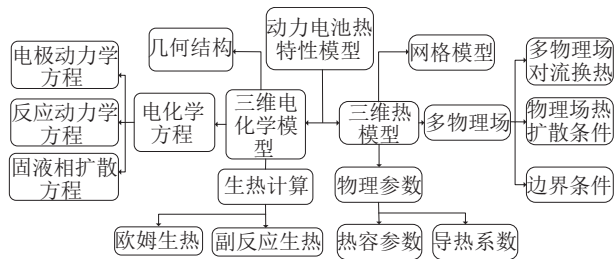 几何结构
动力电池热
特性模型
网格模型
电极动力学
方程
反应动力学
方程
固液相扩散
方程
电化学
方程
三维电
化学模
型
三维热
模型
多物理场
多物理场
对流换热
物理场热
扩散条件
边界条件
生热计算
物理参数
欧姆生热
副反应生热
热容参数
导热系数